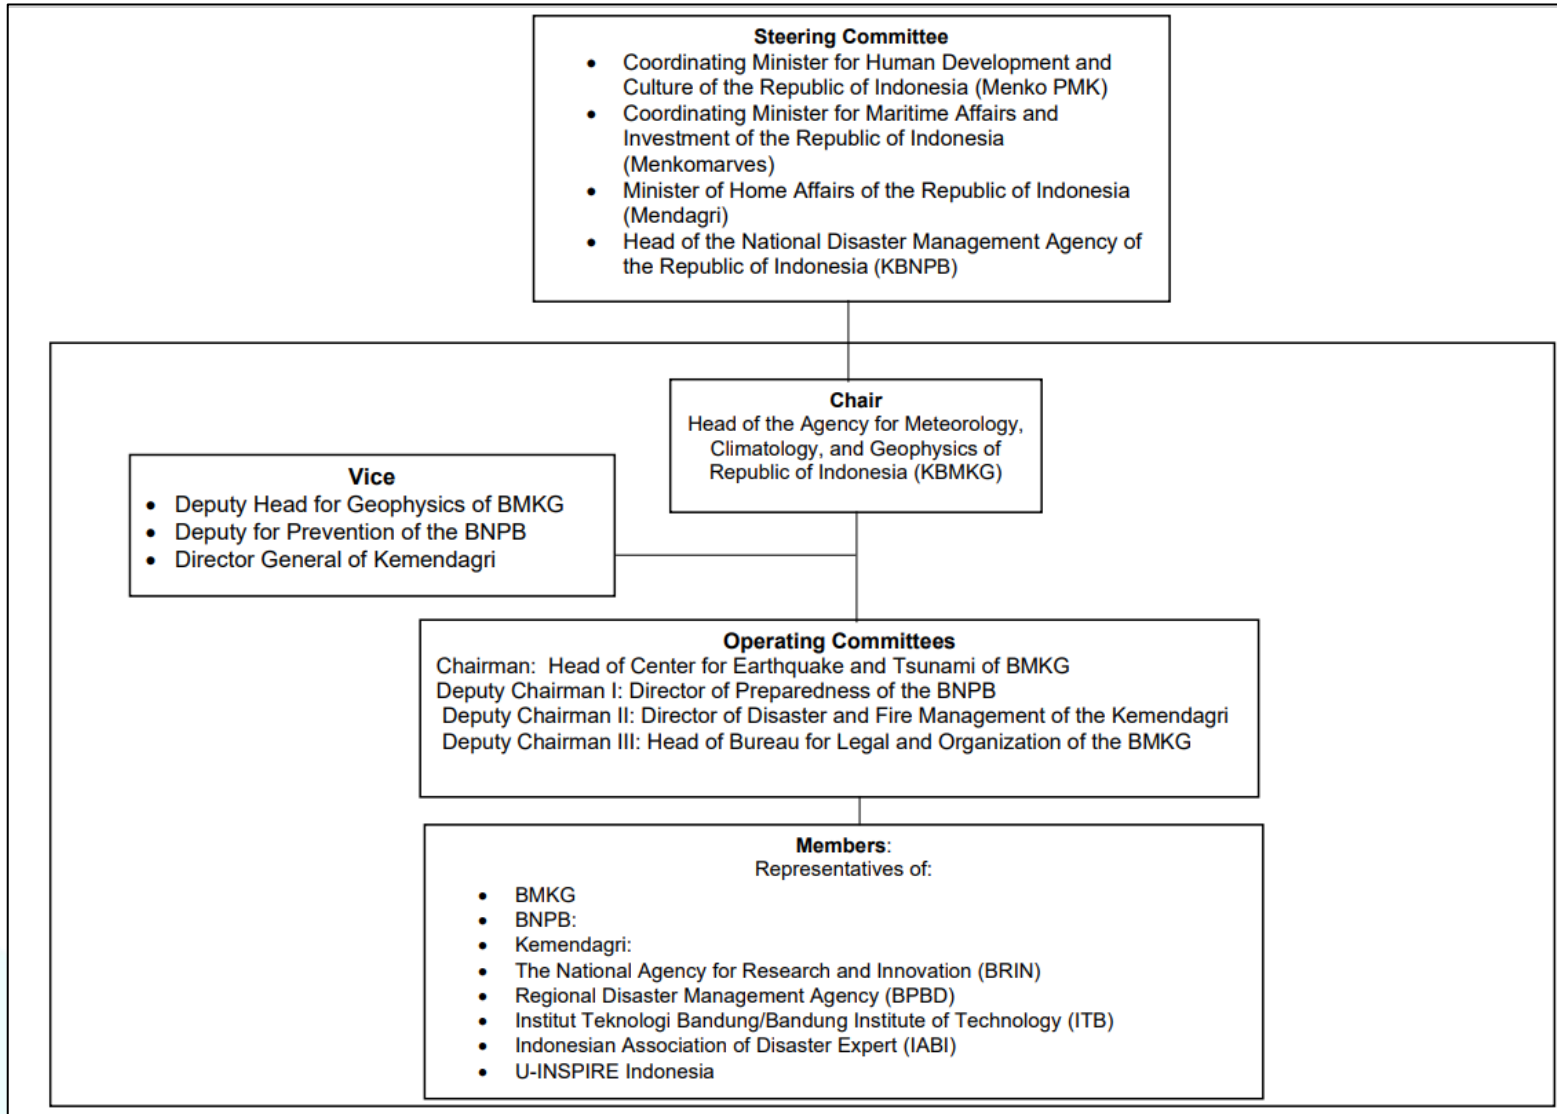 Steering Committee
• Coordinating Minister for Human Development and
Culture of the Republic of Indonesia (Menko PMK)
• Coordinating Minister for Maritime Affairs and
Investment of the Republic of Indonesia
(Menkomarves)
• Minister of Home Affairs of the Republic of Indonesia
(Mendagri)
• Head of the National Disaster Management Agency of
the Republic of Indonesia (KBNPB)
Chair
Head of the Agency for Meteorology,
Climatology, and Geophysics of
Republic of Indonesia (KBMKG)
Vice
• Deputy Head for Geophysics of BMKG
• Deputy for Prevention of the BNPB
• Director General of Kemendagri
Operating Committees
Chairman: Head of Center for Earthquake and Tsunami of BMKG
Deputy Chairman I: Director of Preparedness of the BNPB
Deputy Chairman II: Director of Disaster and Fire Management of the Kemendagri
Deputy Chairman III: Head of Bureau for Legal and Organization of the BMKG
Members:
Representatives of:
• BMKG
• BNPB:
• Kemendagri:
• The National Agency for Research and Innovation (BRIN)
• Regional Disaster Management Agency (BPBD)
• Institut Teknologi Bandung/Bandung Institute of Technology (ITB)
• Indonesian Association of Disaster Expert (IABI)
• U-INSPIRE Indonesia